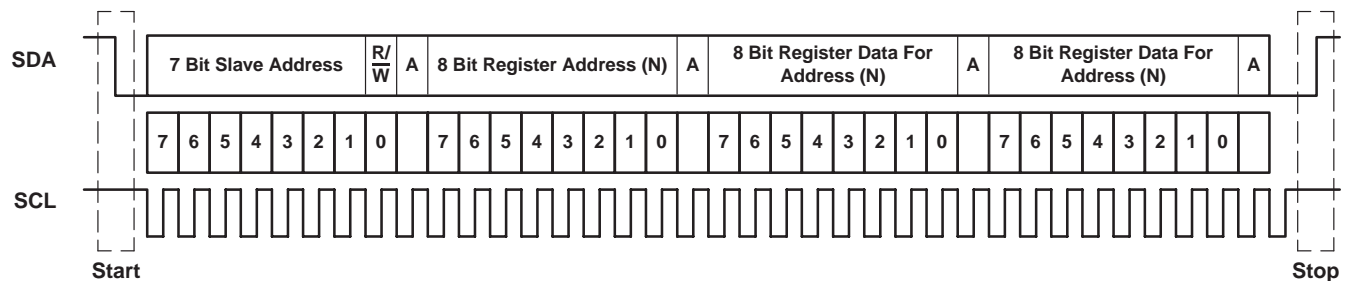 SDA
7 Bit Slave Address
R/
W
A
8 Bit Register Address (N)
A
8 Bit Register Data For
Address (N)
A
8 Bit Register Data For
Address (N)
A
7 6 5 4 3 2 1 0 7 6 5 4 3 2 1 0 7 6 5 4 3 2 1 0 7 6 5 4 3 2 1 0
SCL
Start
Stop